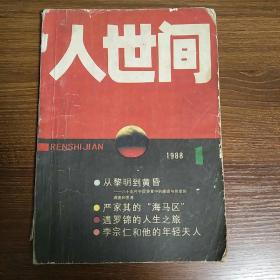 人世间
RENSHIJIAN
1988 1
从黎明到黄昏
严家其的“海马区”
遇罗锦的人生之旅
李宗仁和他的年轻夫人